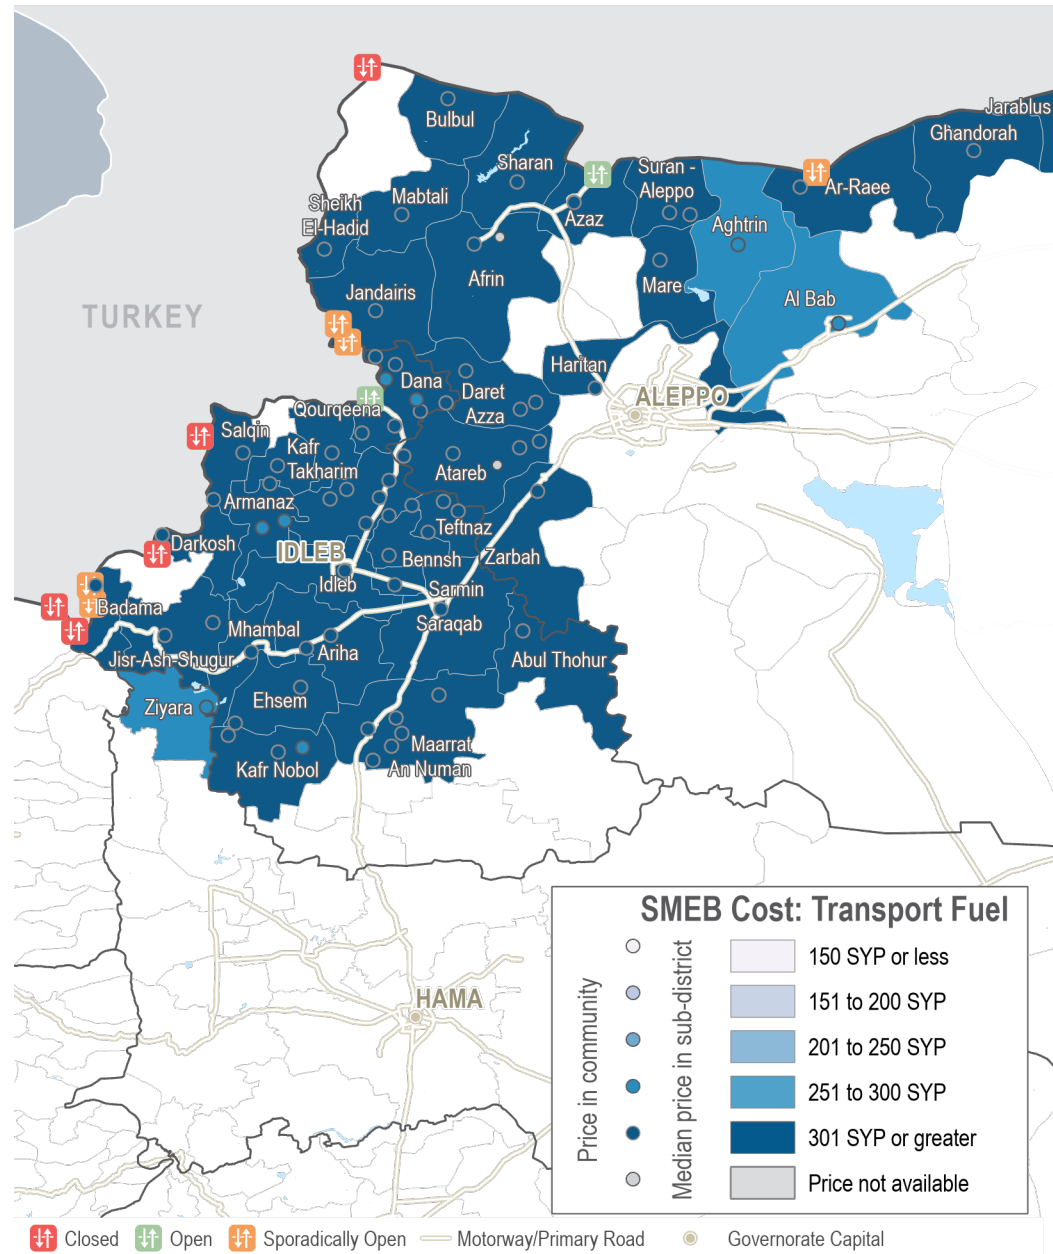 Jarablus
Ghandorah
Bulbul
Sharan
Suran -
Aleppo
Ar-Raee
Mabtali
Sheikh
El-Hadid
Azaz
Aghtrin
Afrin
Mare
Jandairis
Al Bab
TURKEY
Haritan
Dana
Daret
Azza
ALEPPO
Qourqeena
Salqin
Kafr
Takharim
Atareb
Armanaz
Teftnaz
Darkosh
IDLEB
Bennsh
Zarbah
Idleb
Sarmin
Badama
Saraqab
Mhambal
Ariha
Jisr-Ash-Shugur
Abul Thohur
Ziyara
Ehsem
Maarrat
An Numan
Kafr Nobol
HAMA
SMEB Cost: Transport Fuel
Price in community
Median price in sub-district
150 SYP or less
151 to 200 SYP
201 to 250 SYP
251 to 300 SYP
301 SYP or greater
Price not available
Closed
Open
Sporadically Open
Motorway/Primary Road
Governorate Capital